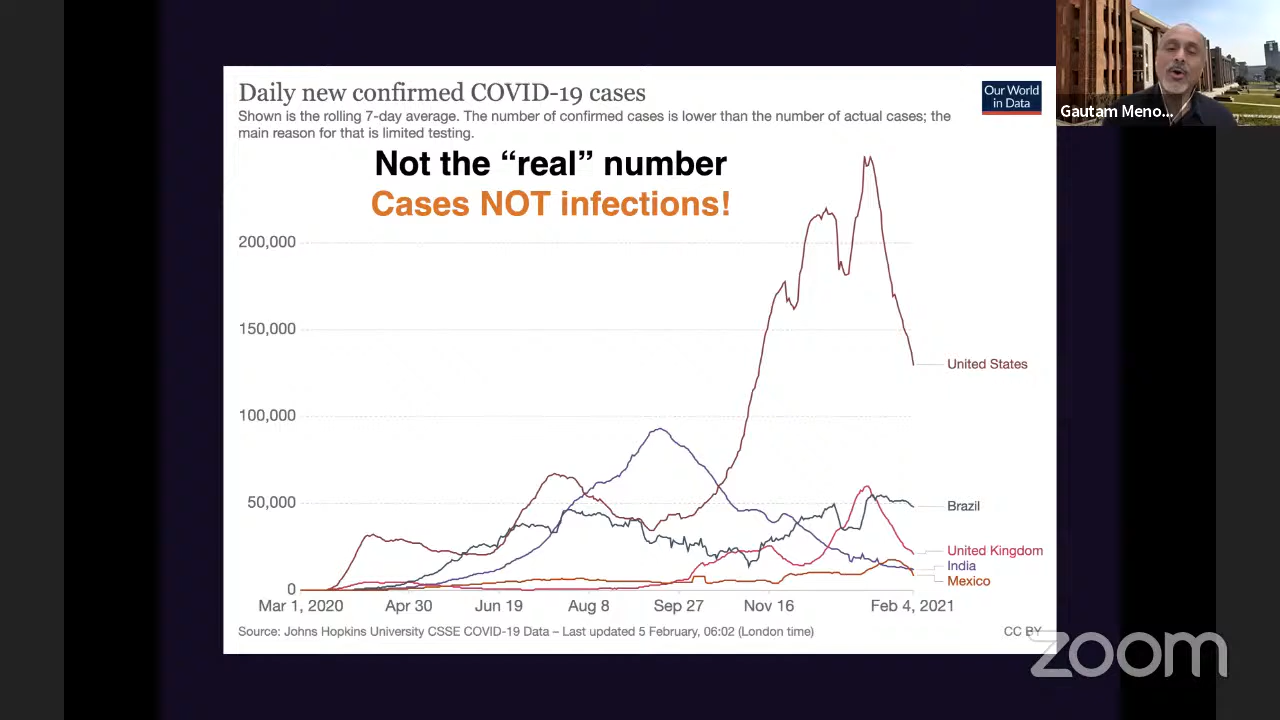 Daily new confirmed COVID-19 cases
Shown is the rolling 7-day average. The number of confirmed cases is lower than the number of actual cases; the
main reason for that is limited testing.
Our World
in Data
Gautam Meno...
Not the “real” number
Cases NOT infections!
200,000
150,000
100,000
50,000
0
United States
Brazil
United Kingdom
India
Mexico
Mar 1, 2020
Apr 30
Jun 19
Aug 8
Sep 27
Nov 16
Feb 4, 2021
Source: Johns Hopkins University CSSE COVID-19 Data – Last updated 5 February, 06:02 (London time)
CC BY
zoom